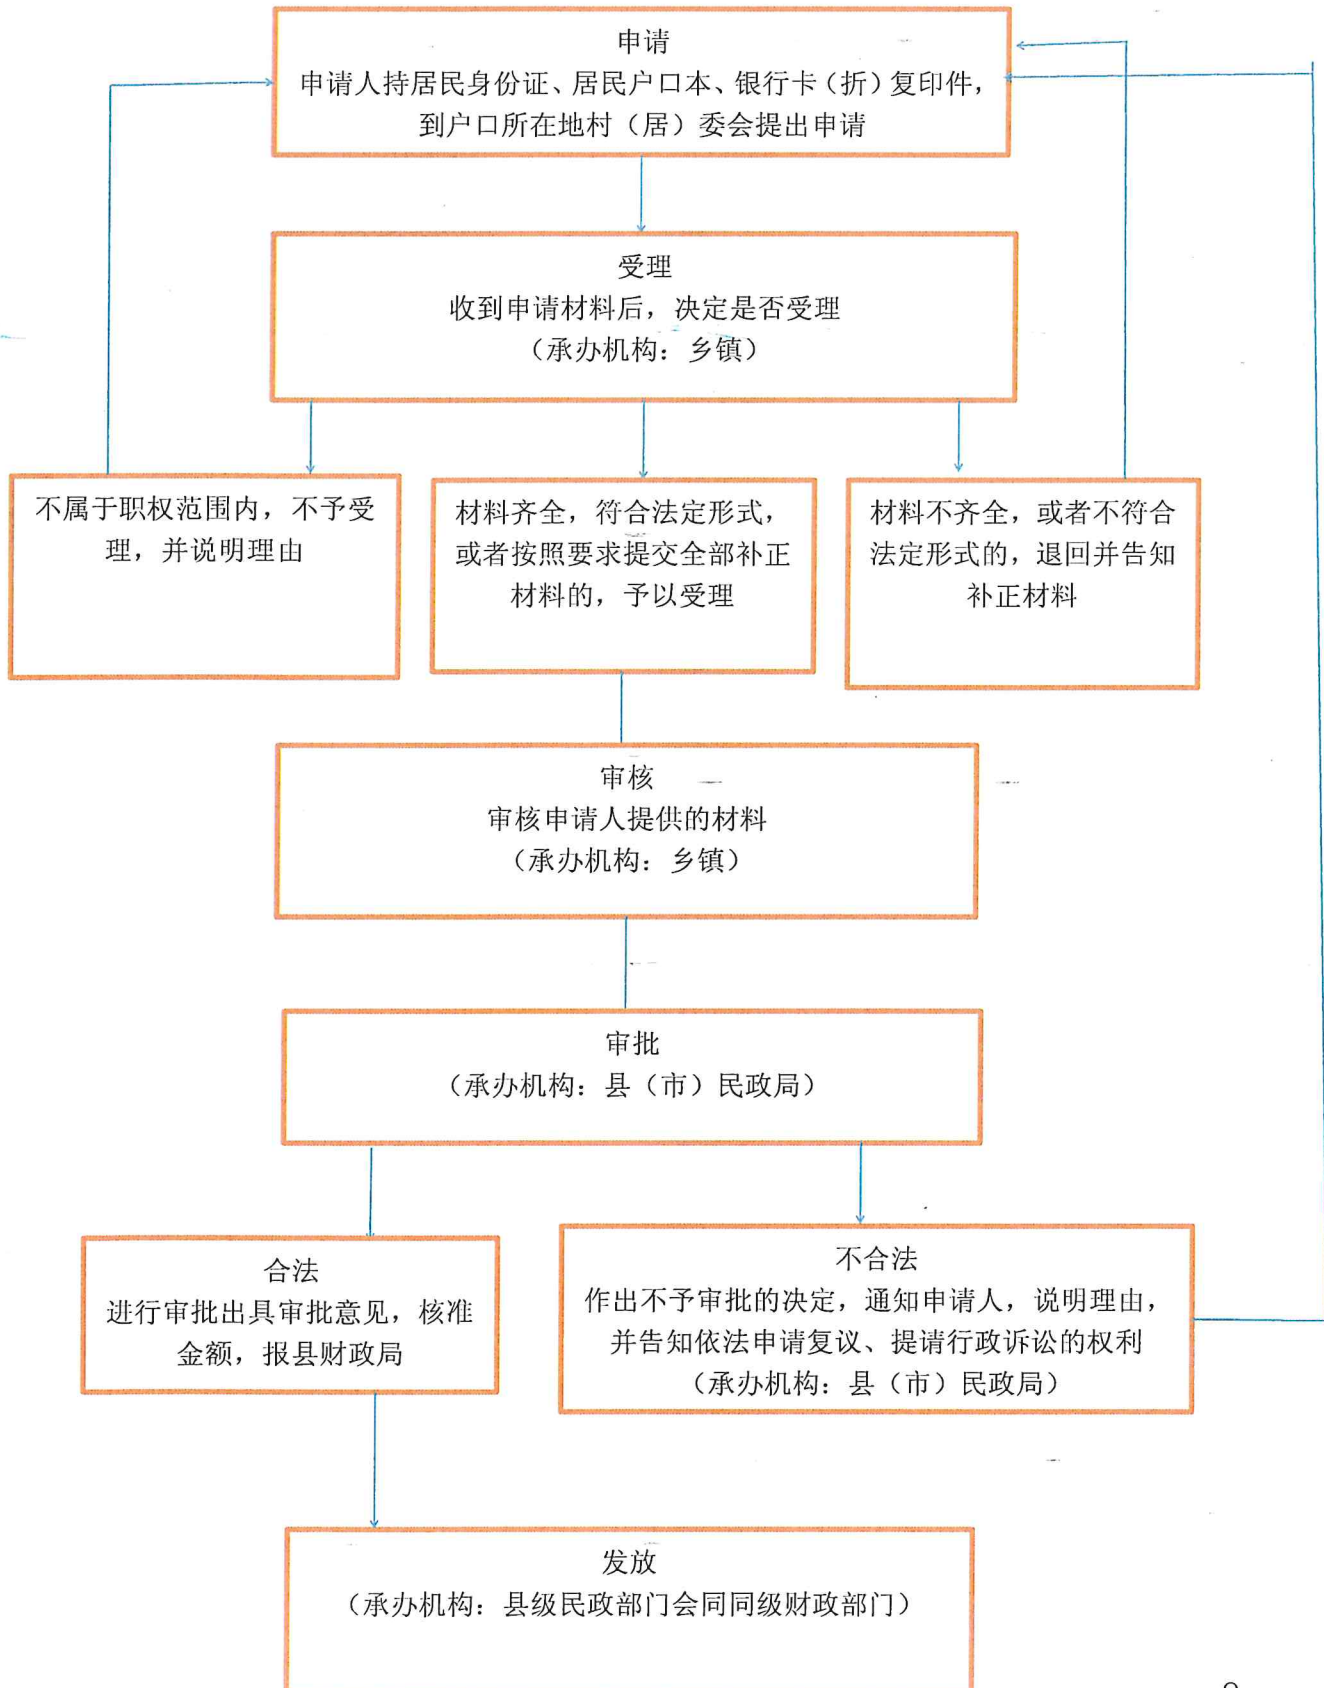 申请
申请人持居民身份证、居民户口本、银行卡（折）复印件，
到户口所在地村（居）委会提出申请
受理
收到申请材料后，决定是否受理
（承办机构：乡镇）
不属于职权范围内，不予受
理，并说明理由
材料齐全，符合法定形式，
或者按照要求提交全部补正
材料的，予以受理
材料不齐全，或者不符合
法定形式的，退回并告知
补正材料
审核
审核申请人提供的材料
（承办机构：乡镇）
审批
（承办机构：县（市）民政局）
合法
进行审批出具审批意见，核准
金额，报县财政局
不合法
作出不予审批的决定，通知申请人，说明理由，
并告知依法申请复议、提请行政诉讼的权利
（承办机构：县（市）民政局）
发放
（承办机构：县级民政部门会同同级财政部门）